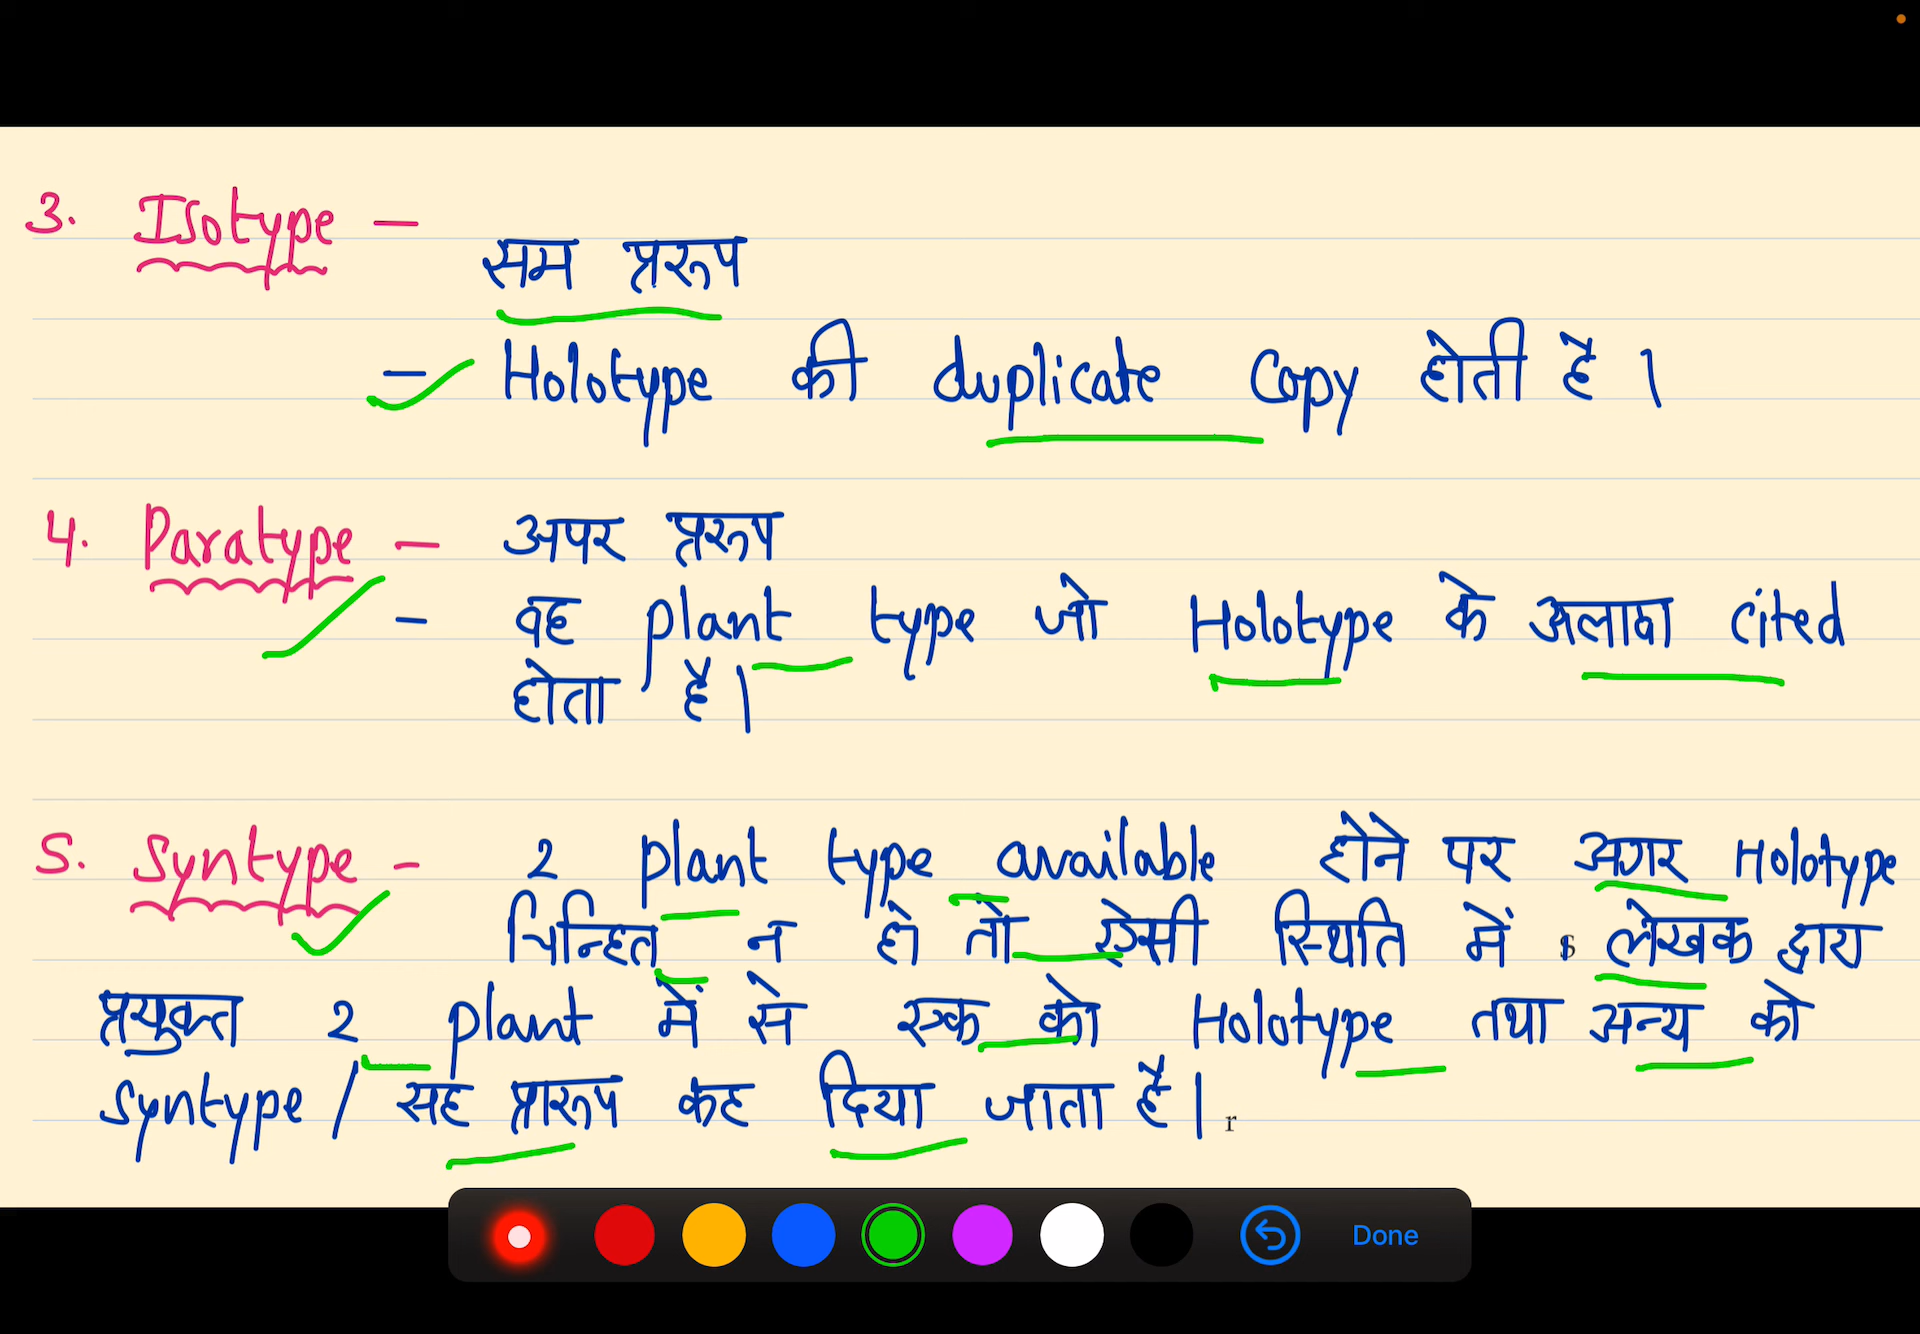 3. Isotype -
सम प्ररूप
- Holotype की duplicate Copy होती है ।
4. Paratype - अपर प्ररूप
- वह plant type जो Holotype के अलावा cited
होता है।
5. Syntype - 2 plant type available होने पर अगर Holotype
चिन्हित न हो तो ऐसी स्थिति में $ लेखक द्वारा
प्रयुक्त 2 plant में से एक को Holotype तथा अन्य को
Syntype / सह प्रारूप कह दिया जाता है। r
Done